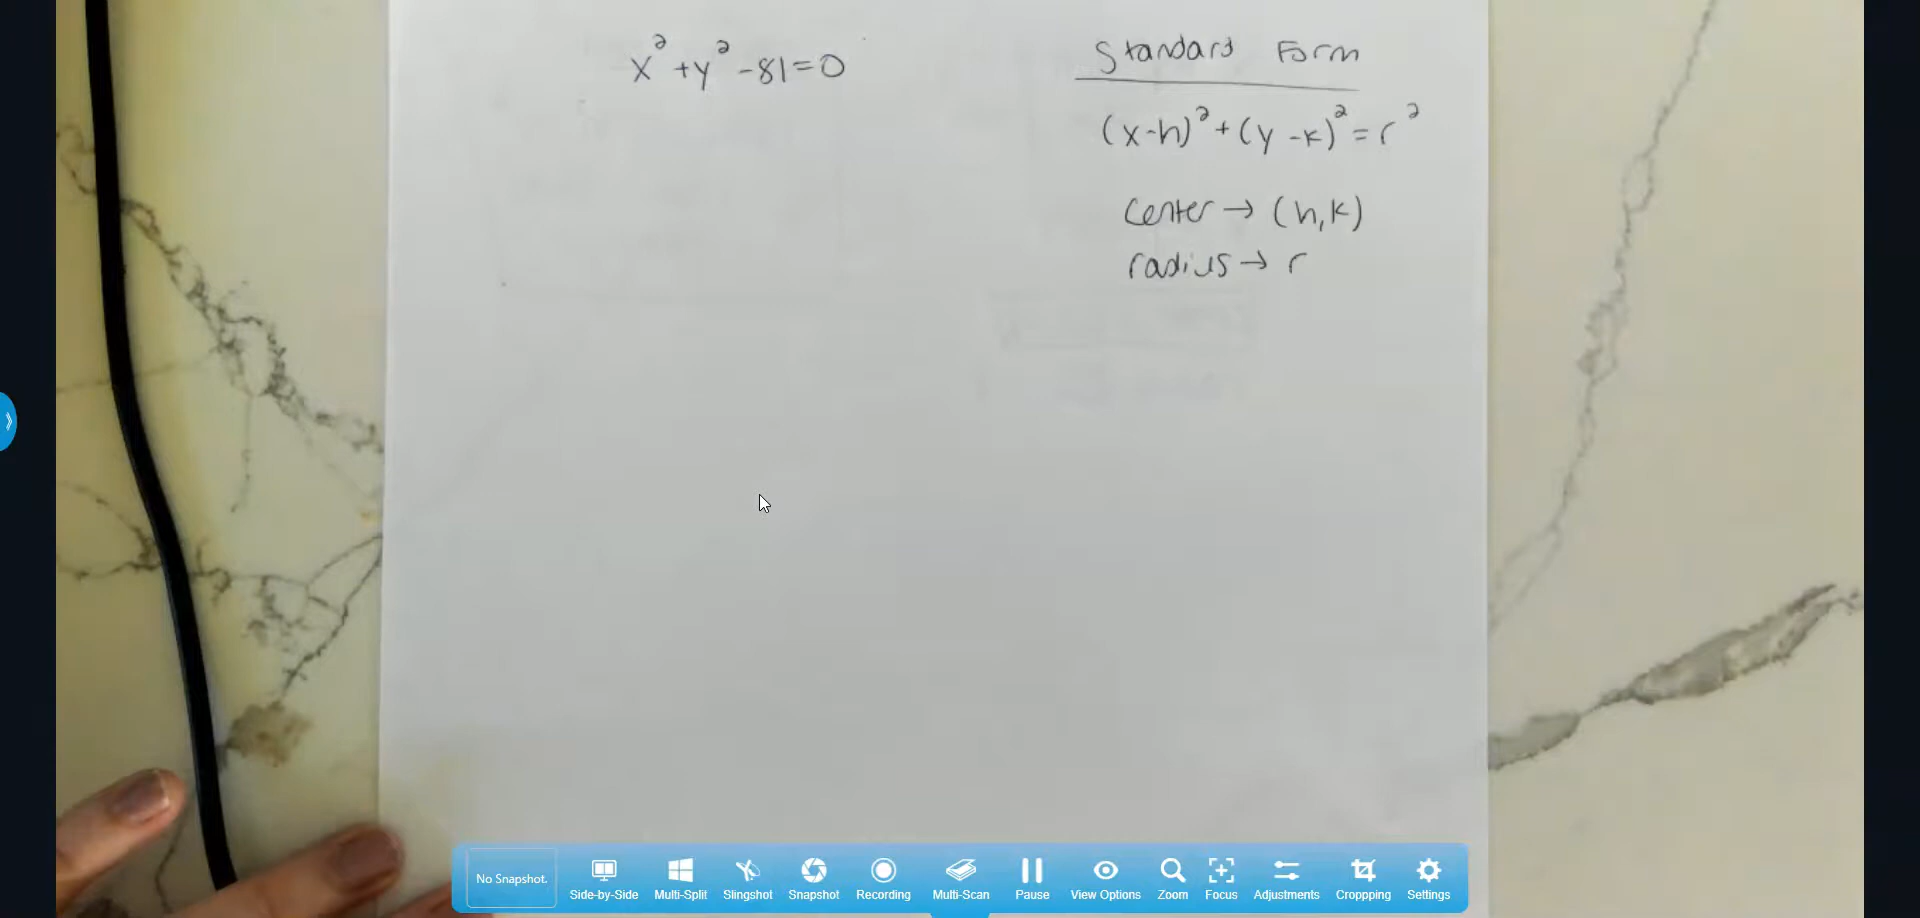 x² + y² - 81 = 0
Standard Form
(x-h)² + (y-k)² = r²
center → (h,k)
radius → r
No Snapshot.
Side-by-Side
Multi-Split
Slingshot
Snapshot
Recording
Multi-Scan
Pause
View Options
Zoom
Focus
Adjustments
Croppping
Settings